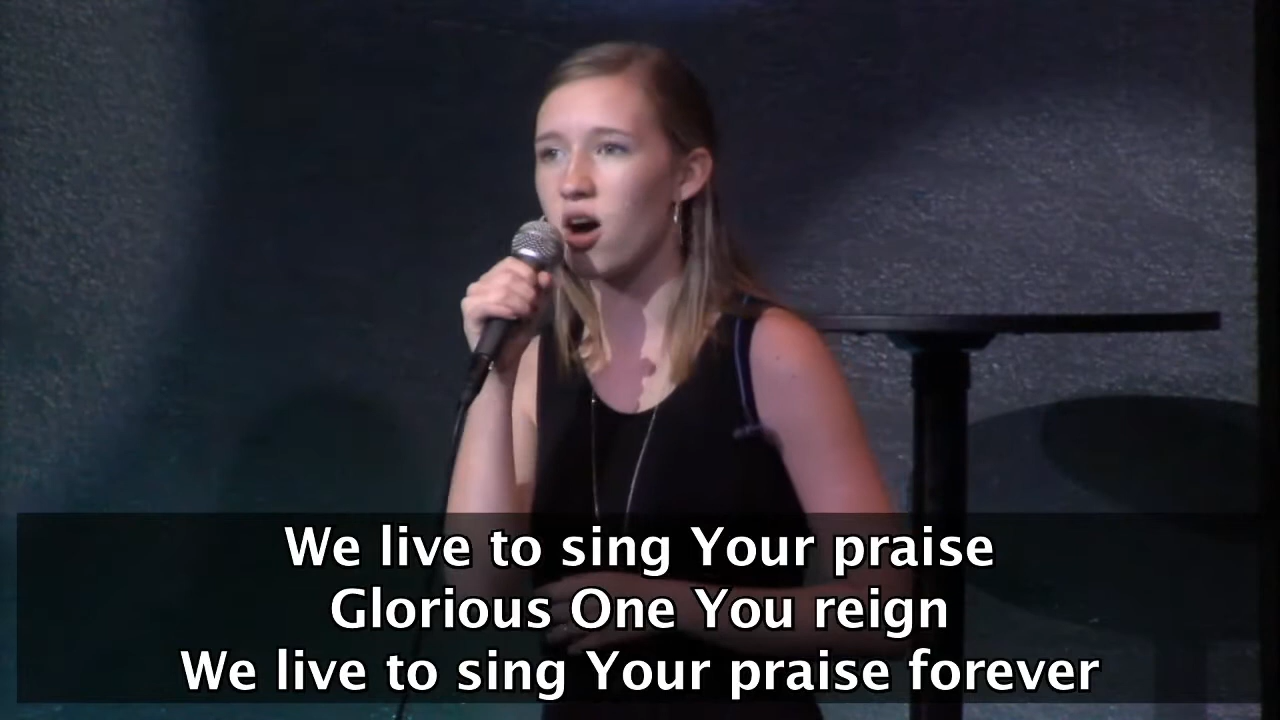 We live to sing Your praise
Glorious One You reign
We live to sing Your praise forever